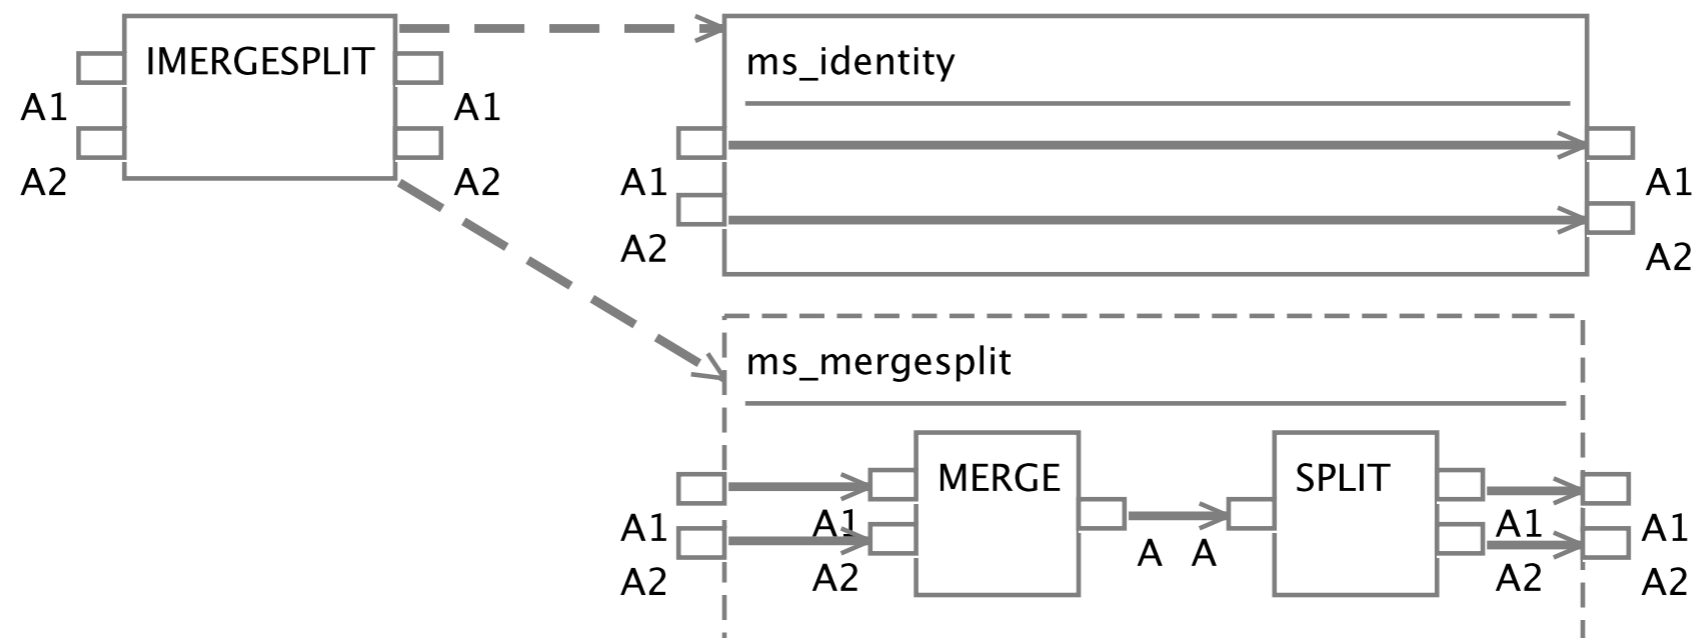 IMERGESPLIT
A1 A1
A2 A2
ms_identity
A1 A1
A2 A2
ms_mergesplit
MERGE SPLIT
A1 A1 A1 A1
A A
A2 A2 A2 A2